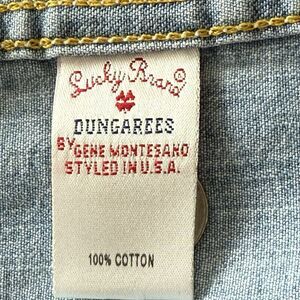 Lucky Brand®
DUNGAREES
BY GENE MONTESANO
STYLED IN U.S.A.
100% COTTON